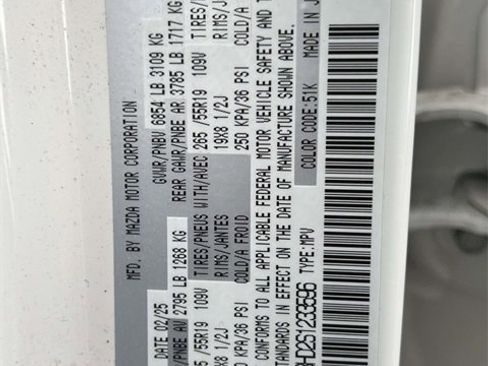 MFD. BY MAZDA MOTOR CORPORATION
DATE 02/25 GVWR/PNBV 6854 LB 3109 KG
/PNBE AV 2795 LB 1268 KG REAR GAWR/PNBE AR 3785 LB 1717 KG
TIRES/PNEUS WITH/AVEC 265 /55R19 109V TIRES/
/55R19 109V RIMS/JANTES 19X8 1/2J RIMS/J
8 1/2J COLD/A FROID 250 KPA/36 PSI COLD/A
KPA/36 PSI
CONFORMS TO ALL APPLICABLE FEDERAL MOTOR VEHICLE SAFETY AND T
STANDARDS IN EFFECT ON THE DATE OF MANUFACTURE SHOWN ABOVE.
HD2S1233596 TYPE:MPV COLOR CODE:51K MADE IN J